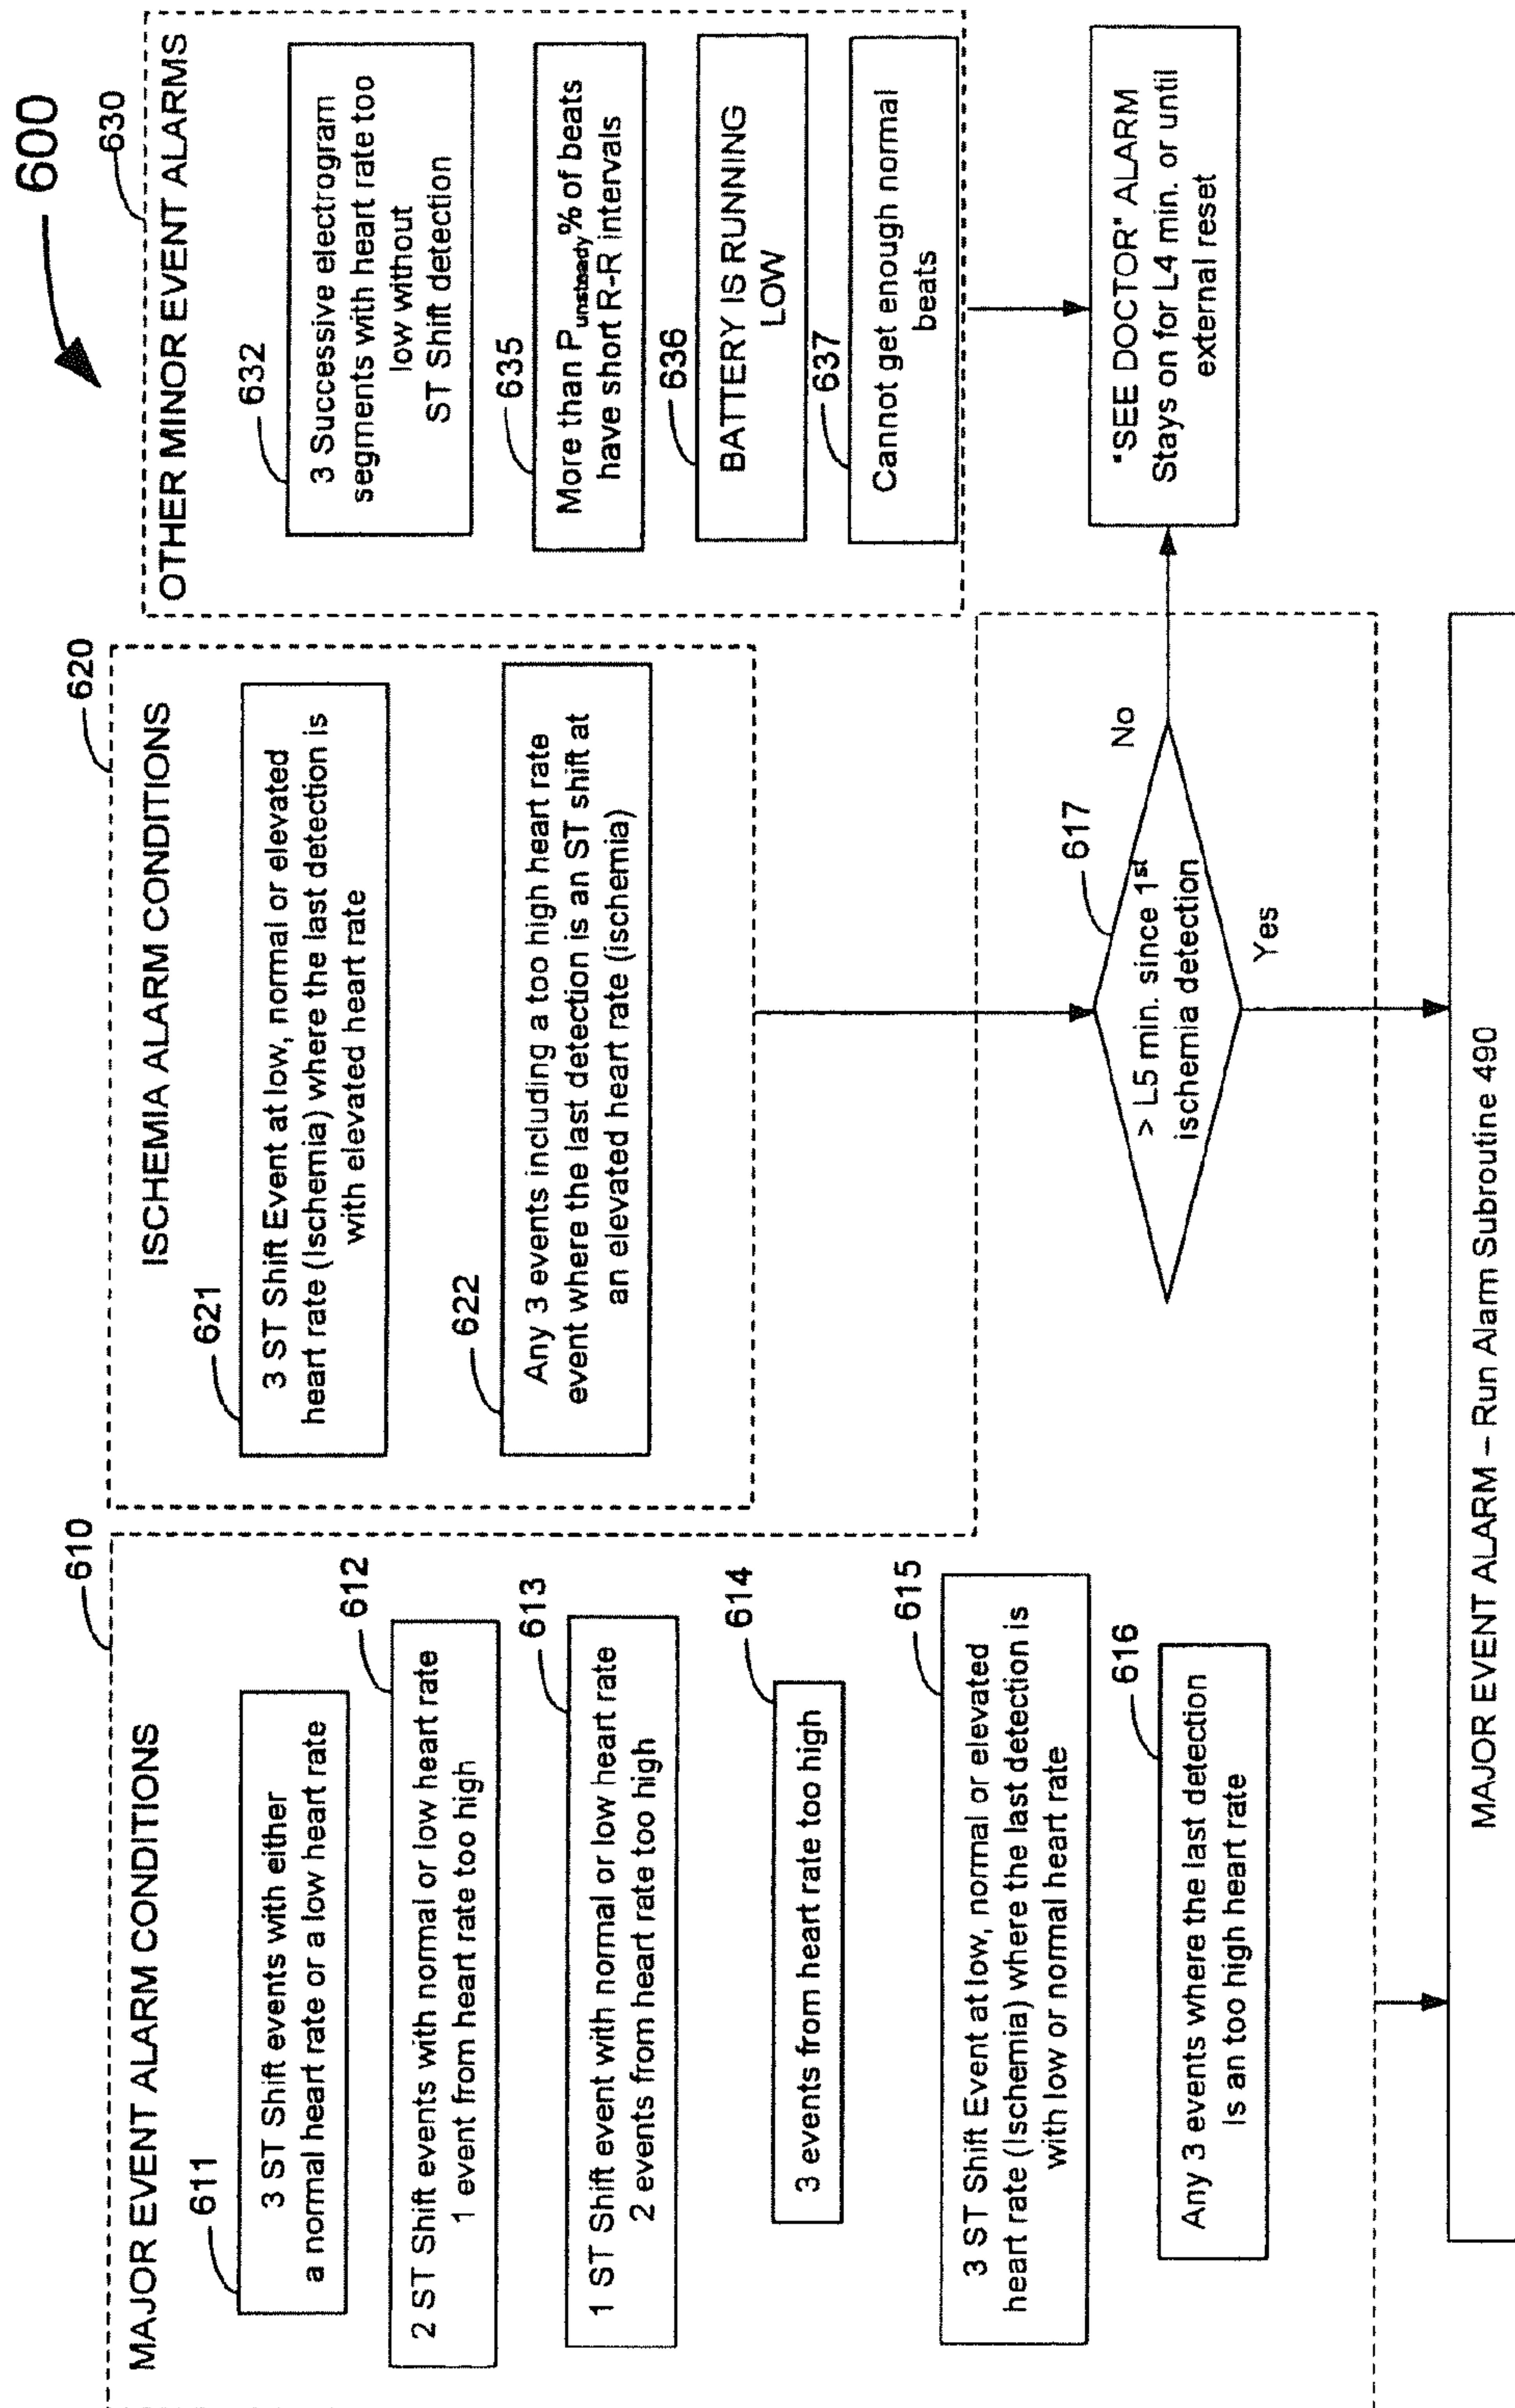 600
610
MAJOR EVENT ALARM CONDITIONS
611
3 ST Shift events with either
a normal heart rate or a low heart rate
612
2 ST Shift events with normal or low heart rate
1 event from heart rate too high
613
1 ST Shift event with normal or low heart rate
2 events from heart rate too high
614
3 events from heart rate too high
615
3 ST Shift Event at low, normal or elevated
heart rate (Ischemia) where the last detection is
with low or normal heart rate
616
Any 3 events where the last detection
Is an too high heart rate
620
ISCHEMIA ALARM CONDITIONS
621
3 ST Shift Event at low, normal or elevated
heart rate (Ischemia) where the last detection is
with elevated heart rate
622
Any 3 events including a too high heart rate
event where the last detection is an ST shift at
an elevated heart rate (ischemia)
617
> L5 min. since 1st
ischemia detection
No
Yes
630
OTHER MINOR EVENT ALARMS
632
3 Successive electrogram
segments with heart rate too
low without
ST Shift detection
635
More than Punsteady% of beats
have short R-R intervals
636
BATTERY IS RUNNING
LOW
637
Cannot get enough normal
beats
"SEE DOCTOR" ALARM
Stays on for L4 min. or until
external reset
MAJOR EVENT ALARM – Run Alarm Subroutine 490